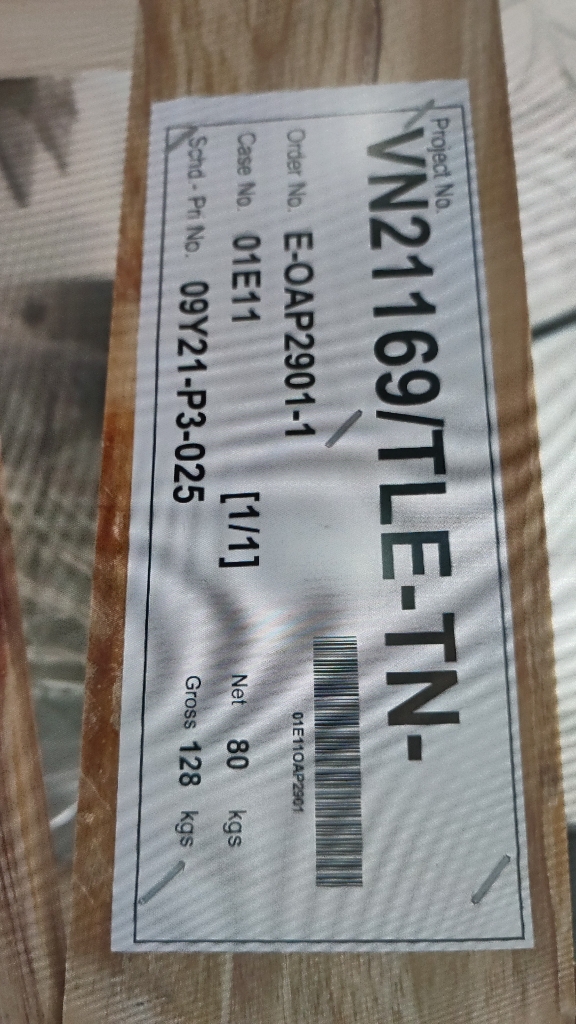 Project No.
VN21169/TLE-TN-
Order No. E-OAP2901-1
01E11OAP2901
Case No. 01E11 [1/1] Net 80 kgs
Schd - Pri No. 09Y21-P3-025 Gross 128 kgs